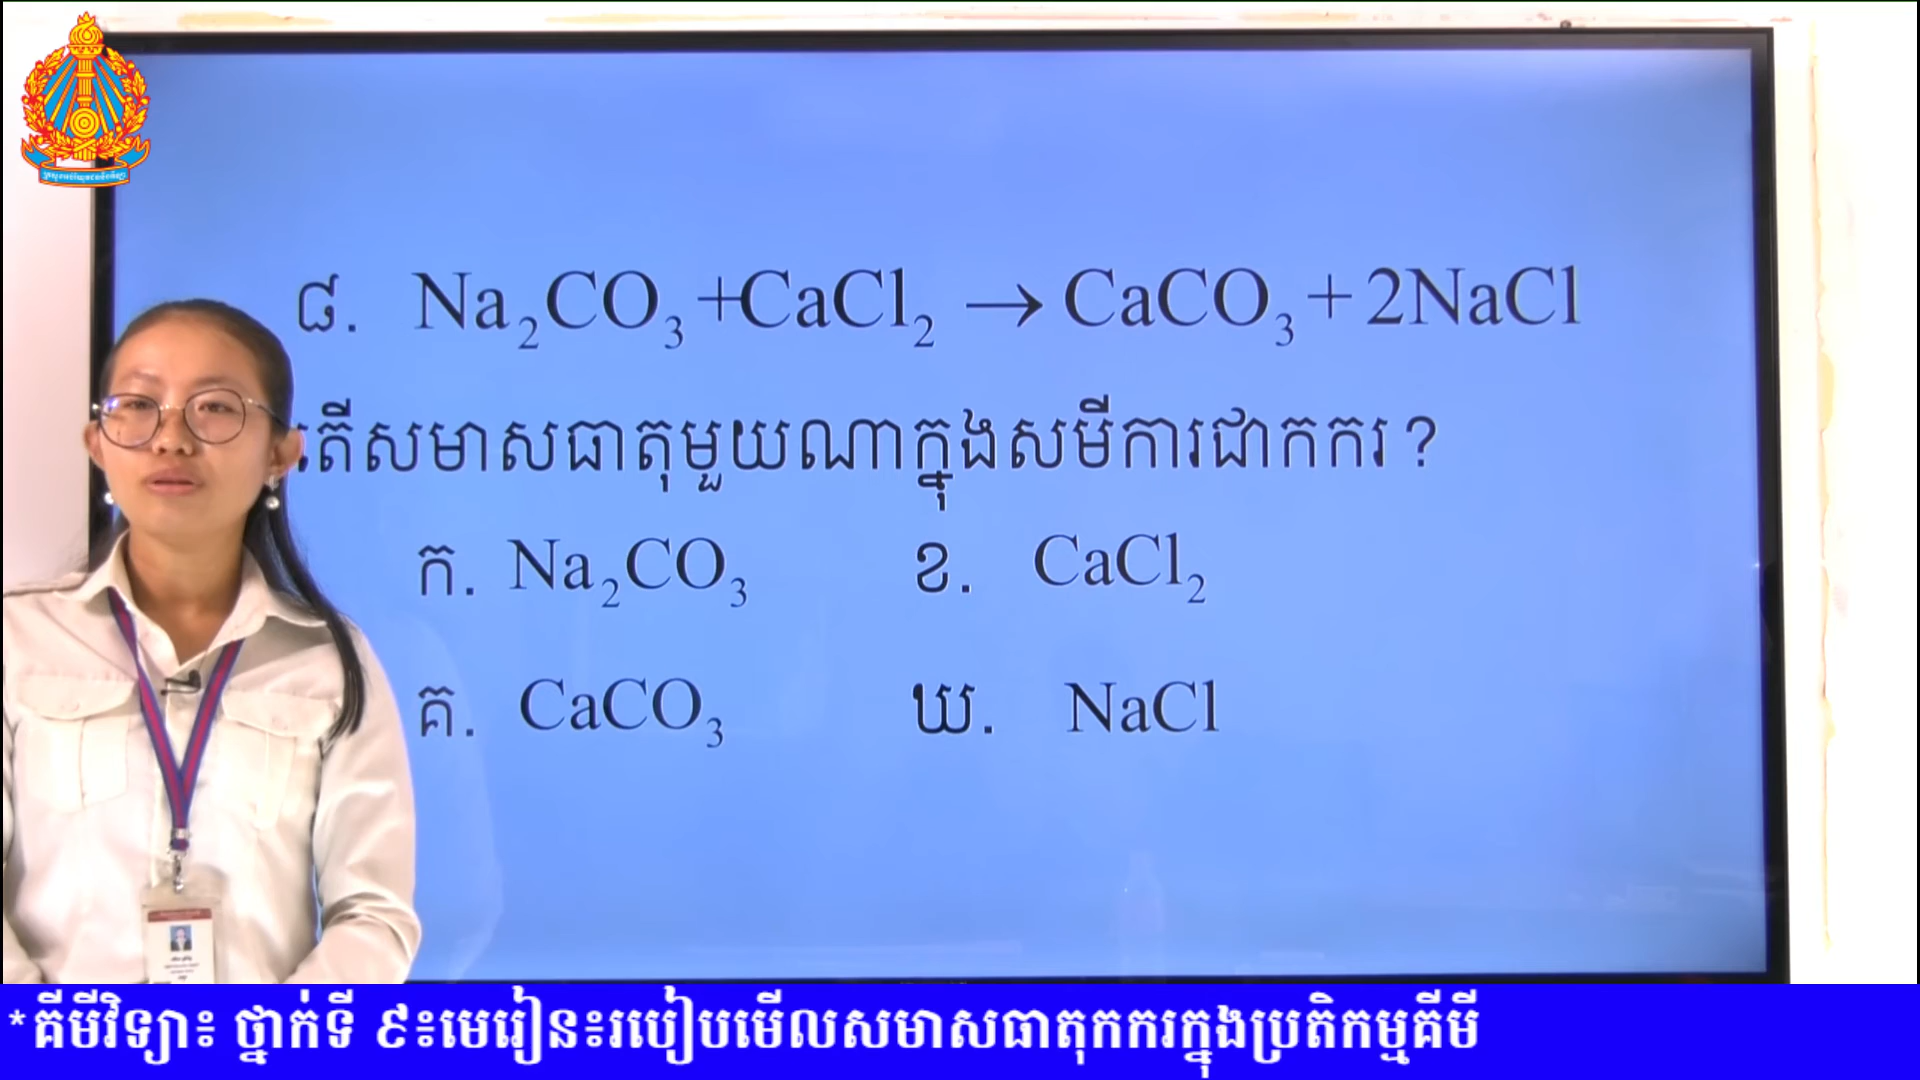 ៨. Na₂CO₃+CaCl₂ → CaCO₃+2NaCl
តើសមាសធាតុមួយណាក្នុងសមីការជាកករ?
ក. Na₂CO₃ ខ. CaCl₂
គ. CaCO₃ ឃ. NaCl
*គីមីវិទ្យា៖ ថ្នាក់ទី ៩៖មេរៀន៖របៀបមើលសមាសធាតុកករក្នុងប្រតិកម្មគីមី